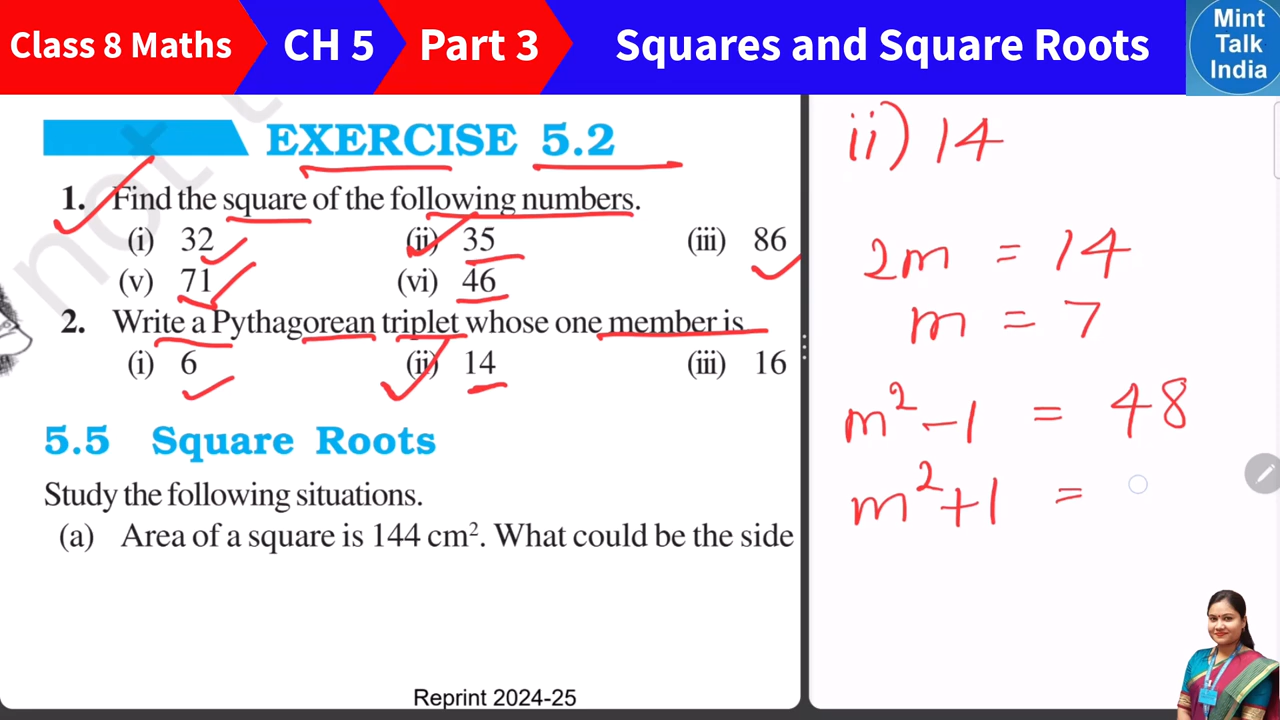 Class 8 Maths CH 5 Part 3 Squares and Square Roots Mint Talk India
not t
EXERCISE 5.2
1. Find the square of the following numbers.
(i) 32 (ii) 35 (iii) 86
(v) 71 (vi) 46
2. Write a Pythagorean triplet whose one member is
(i) 6 (ii) 14 (iii) 16
5.5 Square Roots
Study the following situations.
(a) Area of a square is 144 cm². What could be the side
Reprint 2024-25
ii) 14
2m = 14
m = 7
m² - 1 = 48
m² + 1 =